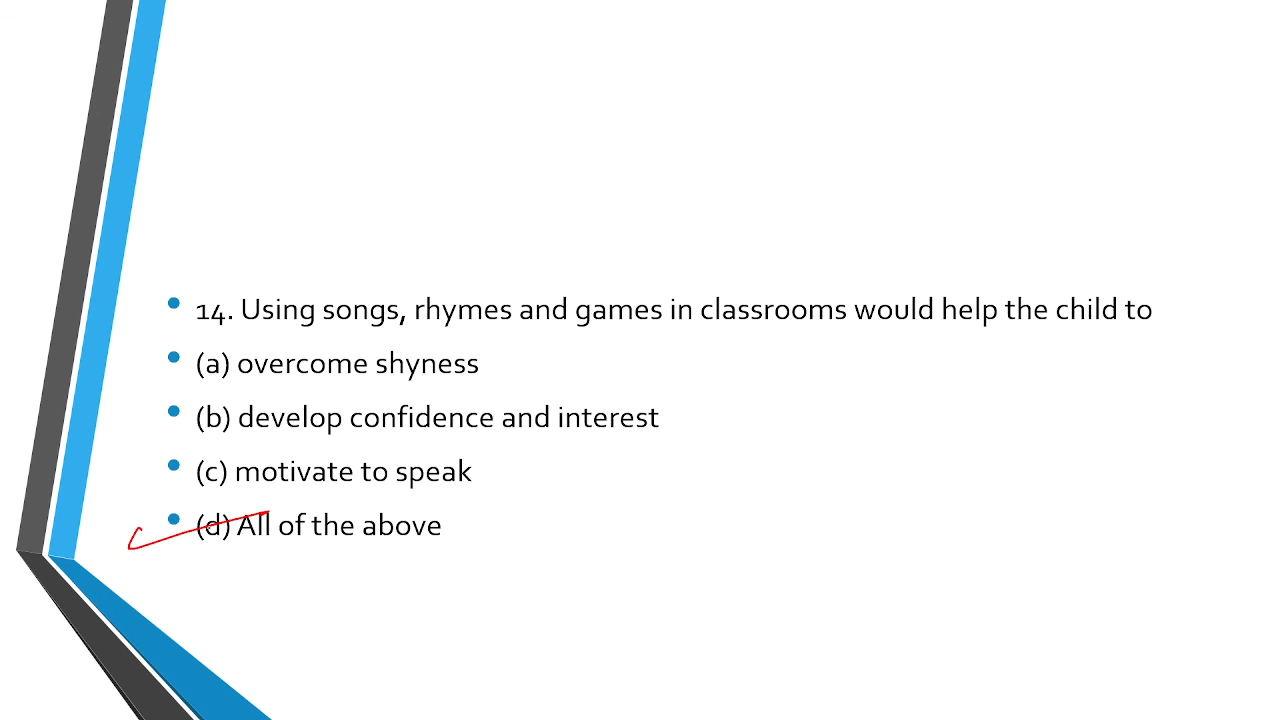 14. Using songs, rhymes and games in classrooms would help the child to
(a) overcome shyness
(b) develop confidence and interest
(c) motivate to speak
(d) All of the above